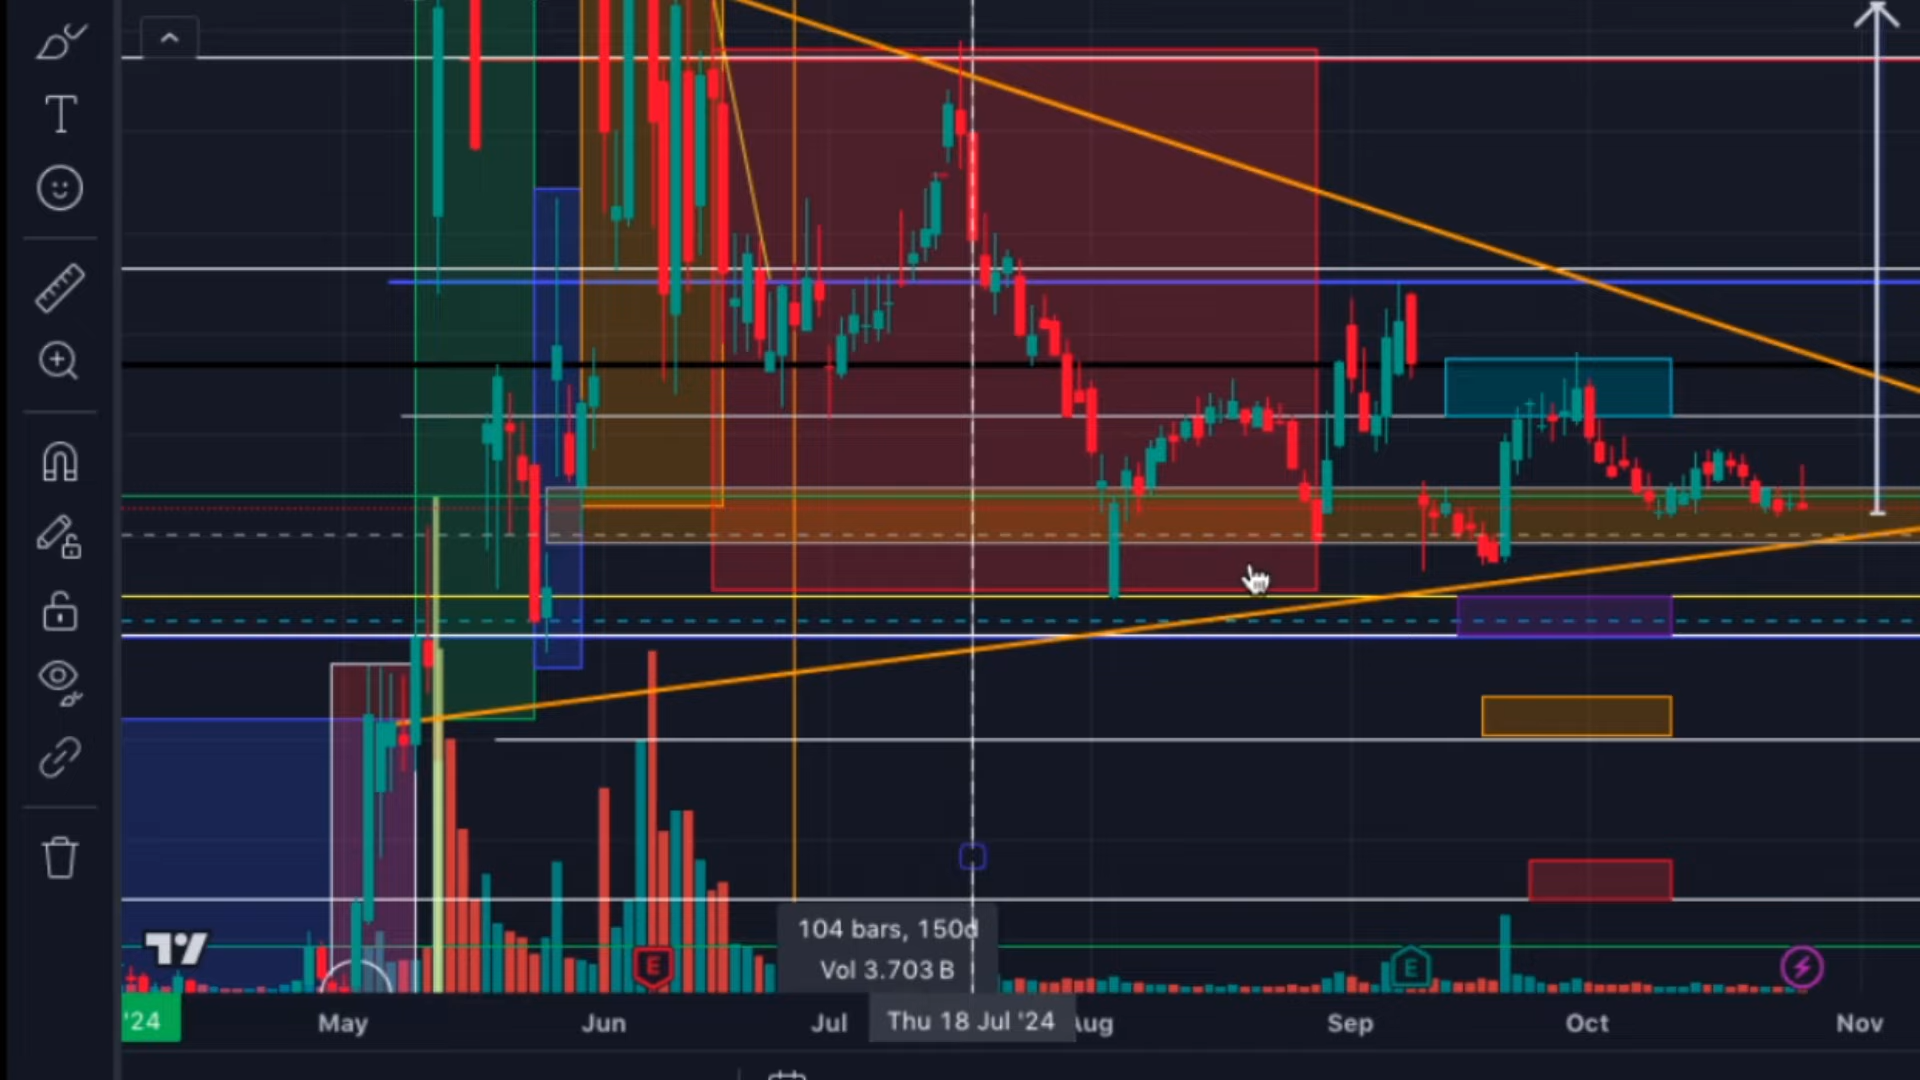 T
E
104 bars, 150d
Vol 3.703 B
E
'24
May
Jun
Jul
Thu 18 Jul '24
Aug
Sep
Oct
Nov